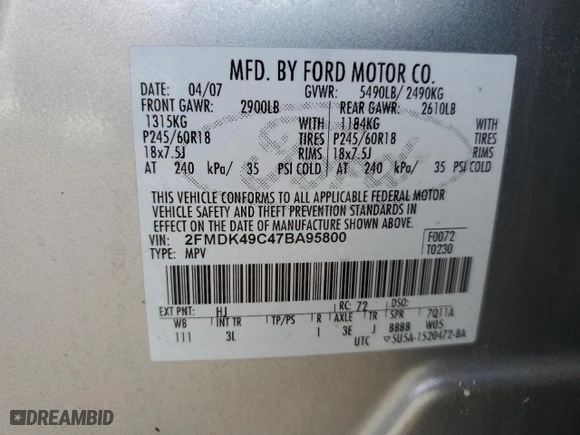 MFD. BY FORD MOTOR CO.
DATE: 04/07 GVWR: 5490LB/ 2490KG
FRONT GAWR: 2900LB REAR GAWR: 2610LB
1315KG WITH 1184KG WITH
P245/60R18 TIRES P245/60R18 TIRES
18x7.5J RIMS 18x7.5J RIMS
AT 240 kPa/ 35 PSI COLD AT 240 kPa/ 35 PSI COLD
THIS VEHICLE CONFORMS TO ALL APPLICABLE FEDERAL MOTOR
VEHICLE SAFETY AND THEFT PREVENTION STANDARDS IN
EFFECT ON THE DATE OF MANUFACTURE SHOWN ABOVE.
VIN: 2FMDK49C47BA95800 F0072
TYPE: MPV T0230
EXT PNT: HJ RC: 72 DSO: 7Q11A
WB INT TR TP/PS R AXLE TR SPR W05
111 3L 1 3E J BBBB
UTC ▽5U5A-1520472-BA
Ford
DREAMBID